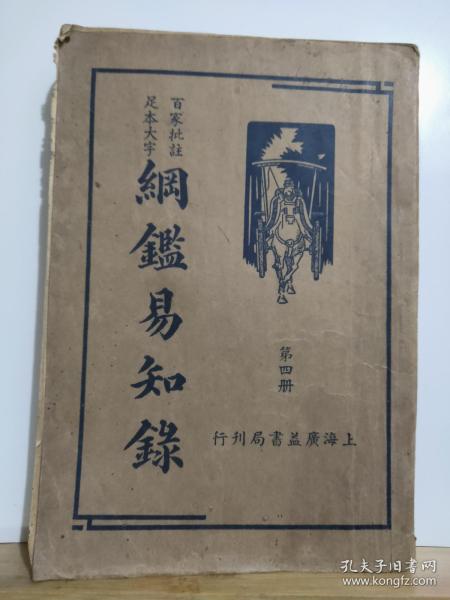 百家批註
足本大字
綱鑑易知錄
第四册
上海廣益書局刊行
孔夫子旧书网
www.kongfz.com